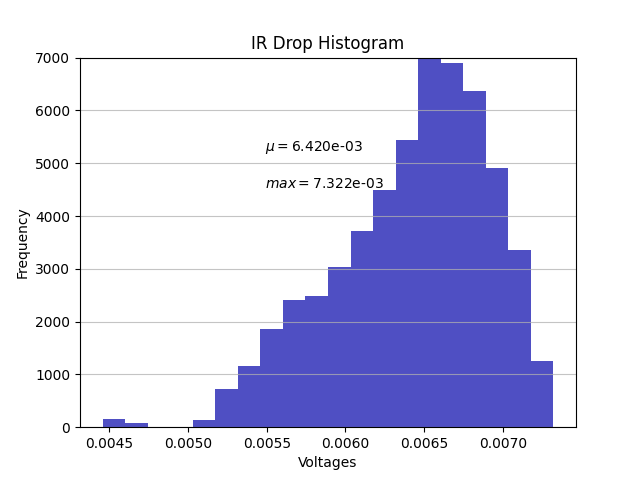 IR Drop Histogram
7000
6000
5000
4000
3000
2000
1000
0
Frequency
μ = 6.420e-03
max = 7.322e-03
0.0045 0.0050 0.0055 0.0060 0.0065 0.0070
Voltages